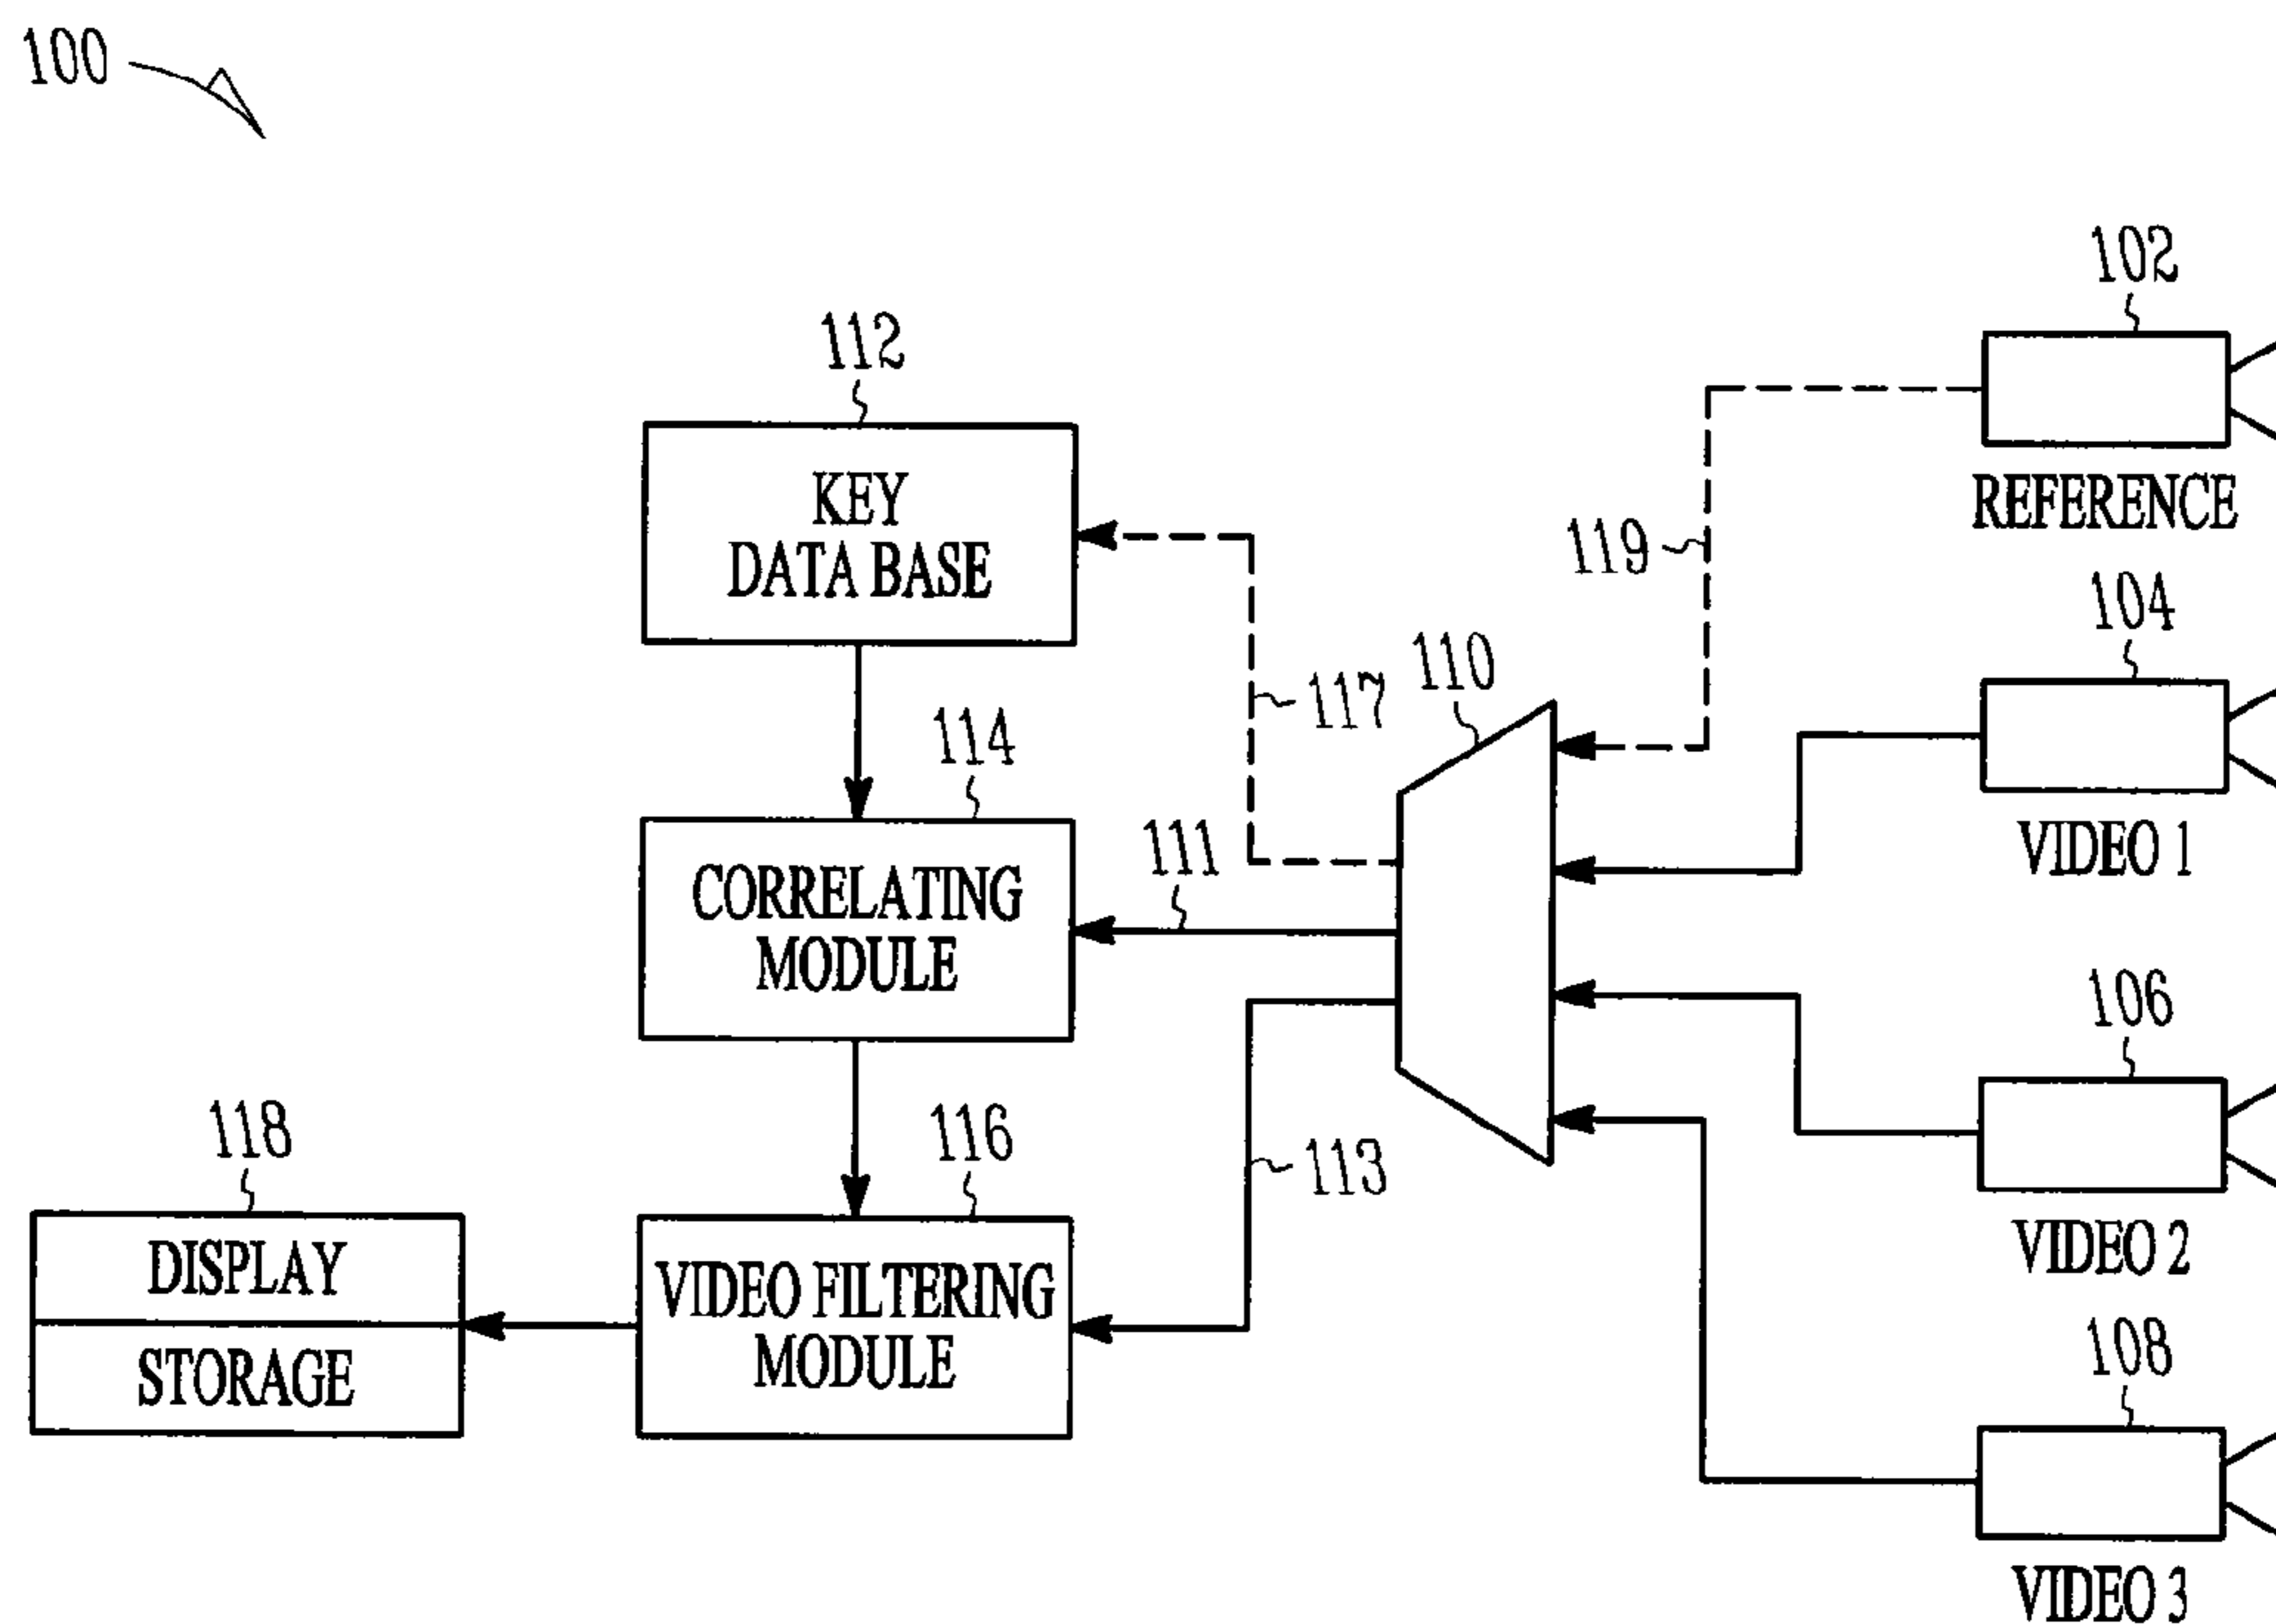 100
102
REFERENCE
112
KEY
DATA BASE
119
104
VIDEO 1
110
117
114
CORRELATING
MODULE
111
106
VIDEO 2
118
DISPLAY
STORAGE
116
VIDEO FILTERING
MODULE
113
108
VIDEO 3